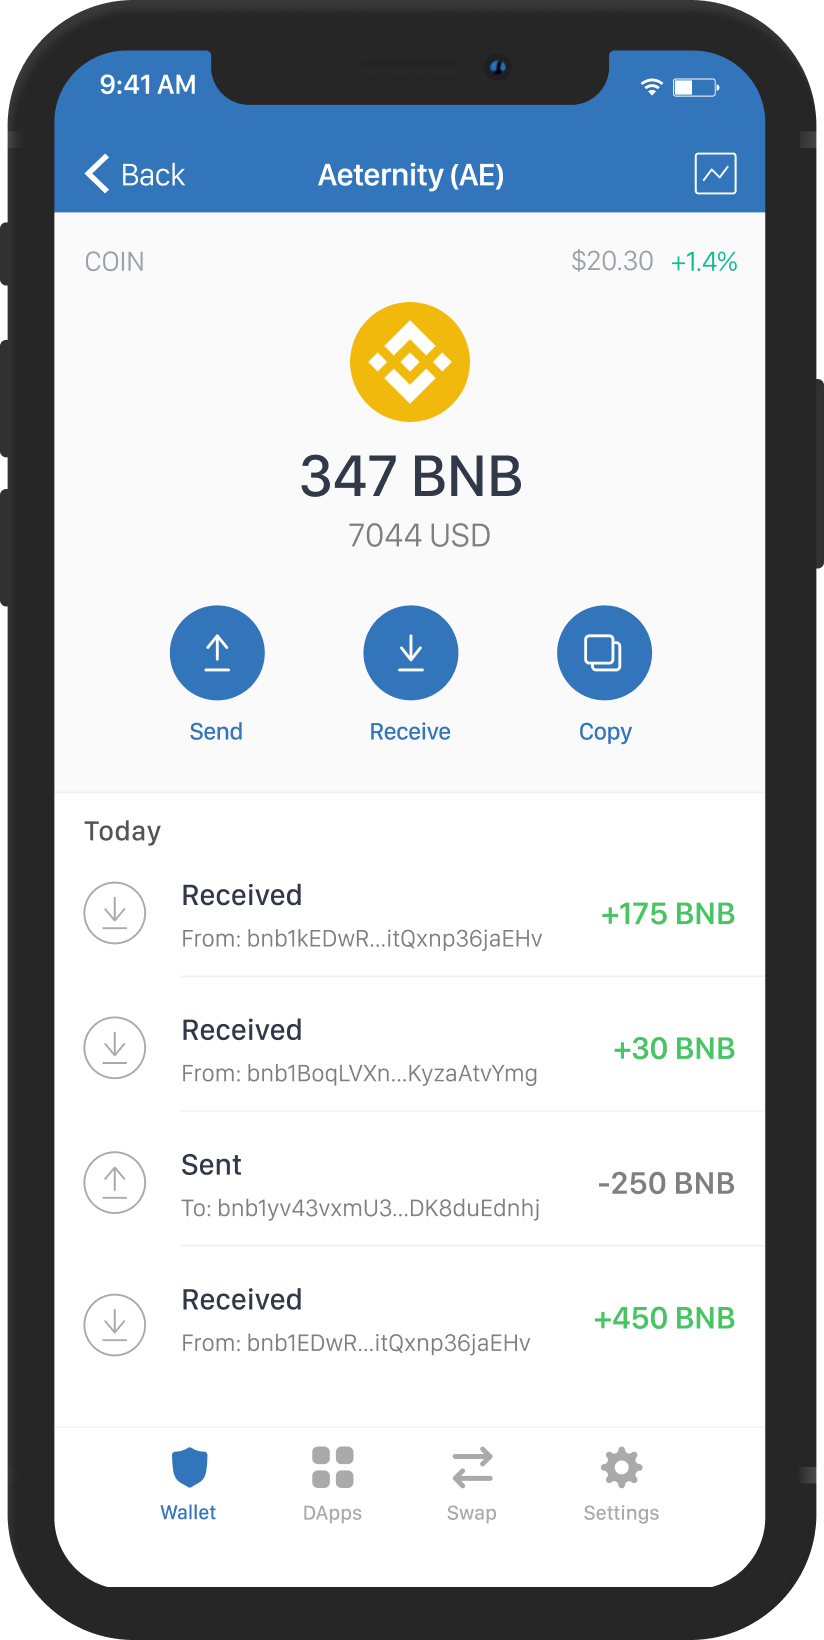 9:41 AM
Back
Aeternity (AE)
COIN
$20.30 +1.4%
347 BNB
7044 USD
Send
Receive
Copy
Today
Received
+175 BNB
From: bnb1kEDwR...itQxnp36jaEHv
Received
+30 BNB
From: bnb1BoqLVXn...KyzaAtvYmg
Sent
-250 BNB
To: bnb1yv43vxmU3...DK8duEdnhj
Received
+450 BNB
From: bnb1EDwR...itQxnp36jaEHv
Wallet
DApps
Swap
Settings